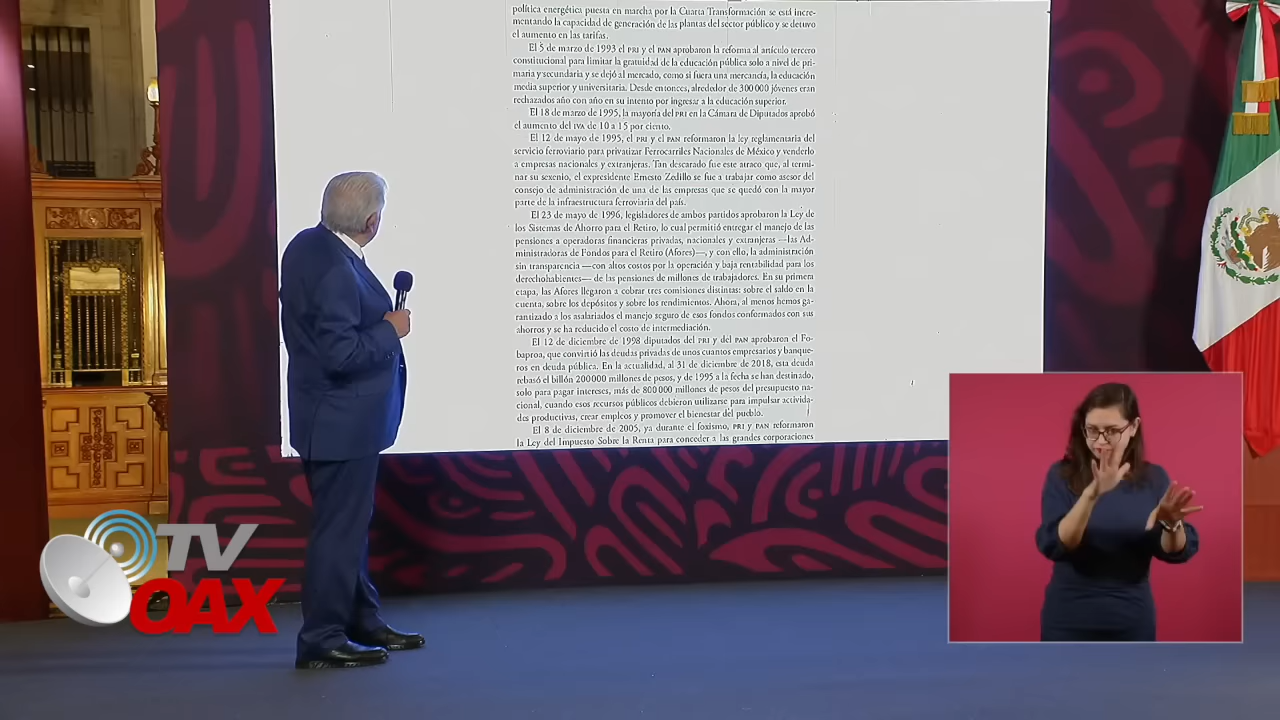 política energética puesta en marcha por la Cuarta Transformación se está incre-
mentando la capacidad de generación de las plantas del sector público y se detuvo
el aumento en las tarifas.
El 5 de marzo de 1993 el PRI y el PAN aprobaron la reforma al artículo tercero
constitucional para limitar la gratuidad de la educación pública solo a nivel de pri-
maria y secundaria y se dejó al mercado, como si fuera una mercancía, la educación
media superior y universitaria. Desde entonces, alrededor de 300 000 jóvenes eran
rechazados año con año en su intento por ingresar a la educación superior.
El 18 de marzo de 1995, la mayoría del PRI en la Cámara de Diputados aprobó
el aumento del IVA de 10 a 15 por ciento.
El 12 de mayo de 1995, el PRI y el PAN reformaron la ley reglamentaria del
servicio ferroviario para privatizar Ferrocarriles Nacionales de México y venderlo
a empresas nacionales y extranjeras. Tan descarado fue este atraco que, al termi-
nar su sexenio, el expresidente Ernesto Zedillo se fue a trabajar como asesor del
consejo de administración de una de las empresas que se quedó con la mayor
parte de la infraestructura ferroviaria del país.
El 23 de mayo de 1996, legisladores de ambos partidos aprobaron la Ley de
los Sistemas de Ahorro para el Retiro, lo cual permitió entregar el manejo de las
pensiones a operadoras financieras privadas, nacionales y extranjeras —las Ad-
ministradoras de Fondos para el Retiro (Afores)—, y con ello, la administración
sin transparencia —con altos costos por la operación y baja rentabilidad para los
derechohabientes— de las pensiones de millones de trabajadores. En su primera
etapa, las Afores llegaron a cobrar tres comisiones distintas: sobre el saldo en la
cuenta, sobre los depósitos y sobre los rendimientos. Ahora, al menos hemos ga-
rantizado a los asalariados el manejo seguro de esos fondos conformados con sus
ahorros y se ha reducido el costo de intermediación.
El 12 de diciembre de 1998 diputados del PRI y del PAN aprobaron el Fo-
baproa, que convirtió las deudas privadas de unos cuantos empresarios y banque-
ros en deuda pública. En la actualidad, al 31 de diciembre de 2018, esta deuda
rebasó el billón 200 000 millones de pesos, y de 1995 a la fecha se han destinado,
solo para pagar intereses, más de 800 000 millones de pesos del presupuesto na-
cional, cuando esos recursos públicos debieron utilizarse para impulsar activida-
des productivas, crear empleos y promover el bienestar del pueblo.
El 8 de diciembre de 2005, ya durante el foxismo, PRI y PAN reformaron
la Ley del Impuesto Sobre la Renta para conceder a las grandes corporaciones
TV
OAX